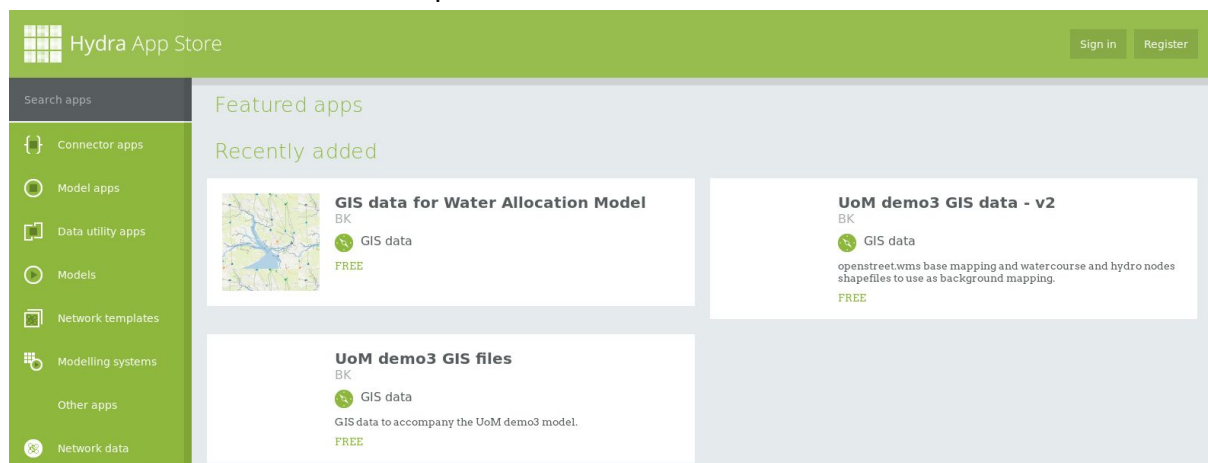 Hydra App Store
Sign in
Register
Search apps
Connector apps
Model apps
Data utility apps
Models
Network templates
Modelling systems
Other apps
Network data
Featured apps
Recently added
GIS data for Water Allocation Model
BK
GIS data
FREE
UoM demo3 GIS data - v2
BK
GIS data
openstreet.wms base mapping and watercourse and hydro nodes
shapefiles to use as background mapping.
FREE
UoM demo3 GIS files
BK
GIS data
GIS data to accompany the UoM demo3 model.
FREE